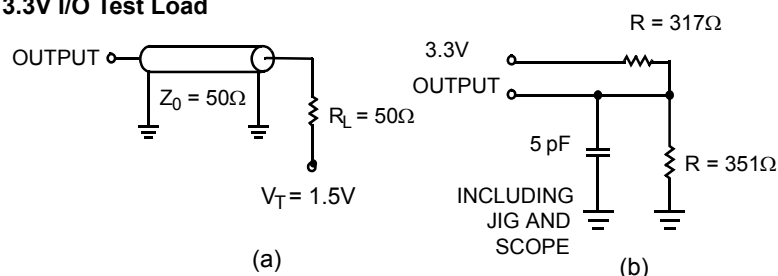 3.3V I/O Test Load
OUTPUT
Z0 = 50Ω
RL = 50Ω
VT = 1.5V
(a)
R = 317Ω
3.3V
OUTPUT
5 pF
R = 351Ω
INCLUDING
JIG AND
SCOPE
(b)